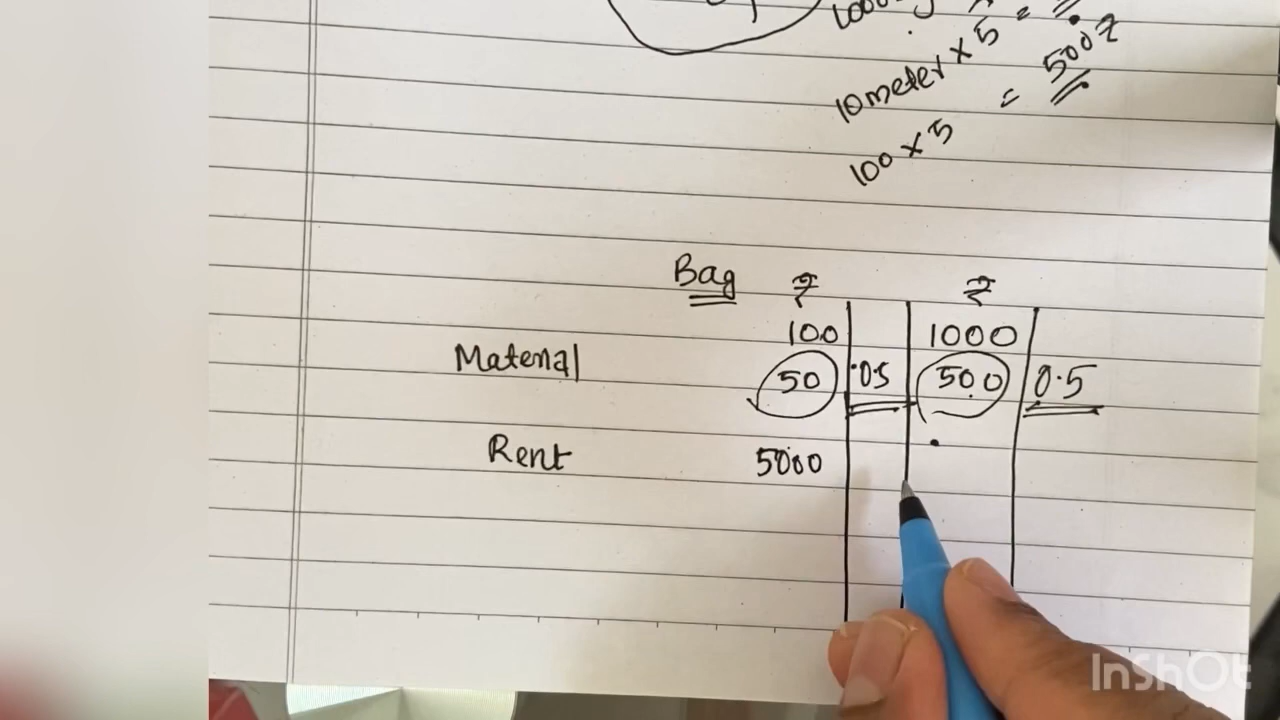 10 meter x 5 = 500₹
100 x 5 =
Bag ₹ ₹
100 1000
Material 50 .05 500 0.5
Rent 5000
InShOt